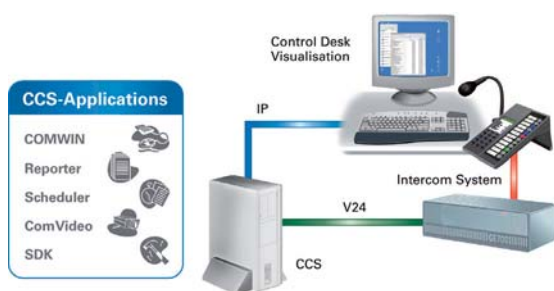 Control Desk
Visualisation
CCS-Applications
COMWIN
Reporter
Scheduler
ComVideo
SDK
IP
Intercom System
V24
CCS